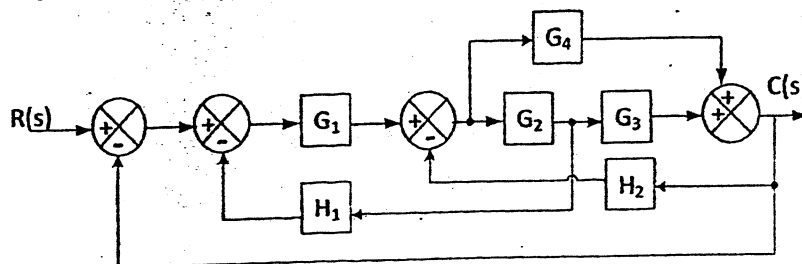 G4
R(s) + - + - G1 + - G2 G3 + + C(s
H1 H2